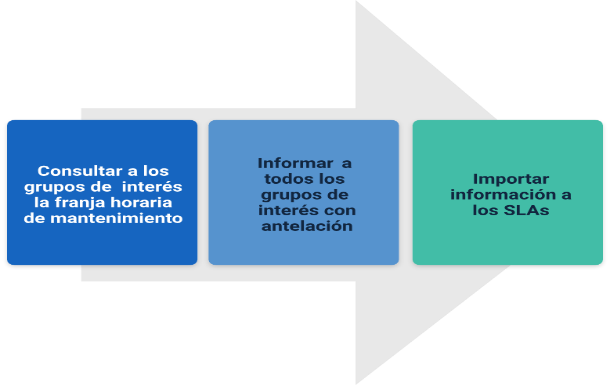 Consultar a los
grupos de interés
la franja horaria
de mantenimiento
Informar a
todos los
grupos de
interés con
antelación
Importar
información a
los SLAs